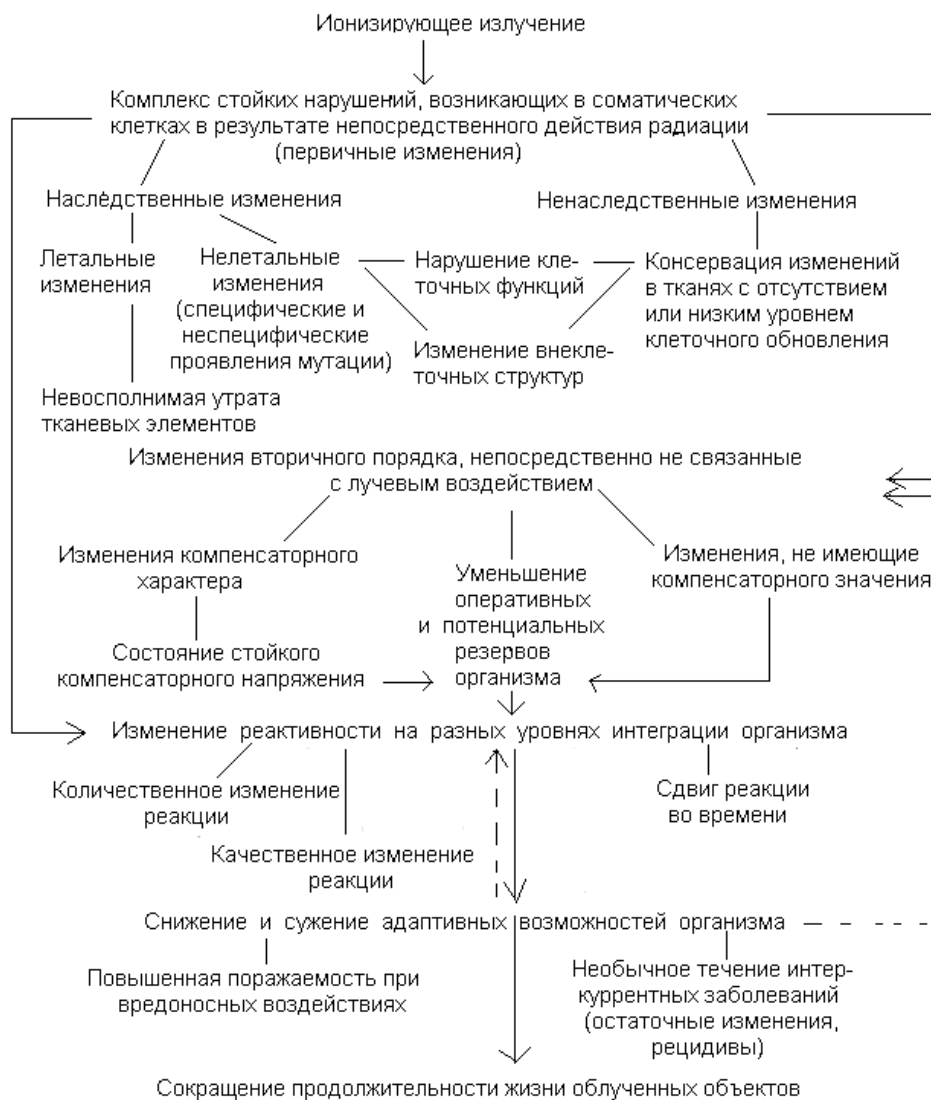 Ионизирующее излучение
Комплекс стойких нарушений, возникающих в соматических
клетках в результате непосредственного действия радиации
(первичные изменения)
Наследственные изменения
Ненаследственные изменения
Летальные
изменения
Нелетальные
изменения
(специфические и
неспецифические
проявления мутации)
Нарушение кле-
точных функций
Изменение внекле-
точных структур
Консервация изменений
в тканях с отсутствием
или низким уровнем
клеточного обновления
Невосполнимая утрата
тканевых элементов
Изменения вторичного порядка, непосредственно не связанные
с лучевым воздействием
Изменения компенсаторного
характера
Уменьшение
оперативных
и потенциальных
резервов
организма
Изменения, не имеющие
компенсаторного значения
Состояние стойкого
компенсаторного напряжения
Изменение реактивности на разных уровнях интеграции организма
Количественное изменение
реакции
Качественное изменение
реакции
Сдвиг реакции
во времени
Снижение и сужение адаптивных возможностей организма
Повышенная поражаемость при
вредоносных воздействиях
Необычное течение интер-
куррентных заболеваний
(остаточные изменения,
рецидивы)
Сокращение продолжительности жизни облученных объектов